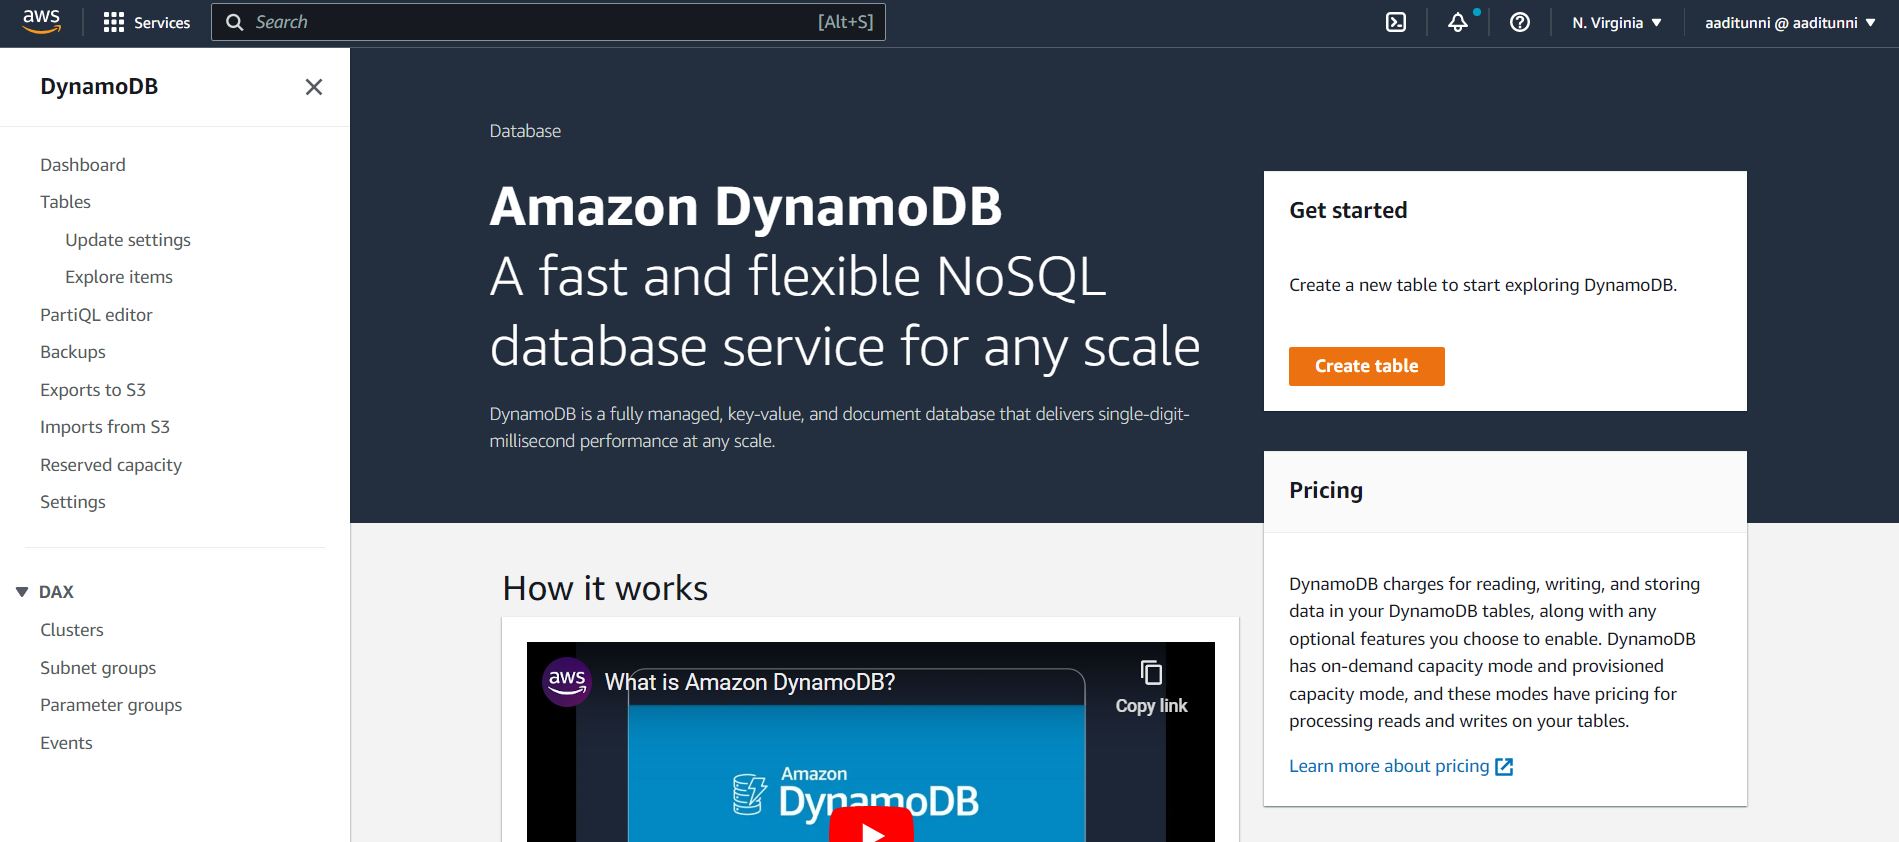 aws
Services
Search
[Alt+S]
N. Virginia
aaditunni @ aaditunni
DynamoDB
Dashboard
Tables
Update settings
Explore items
PartiQL editor
Backups
Exports to S3
Imports from S3
Reserved capacity
Settings
DAX
Clusters
Subnet groups
Parameter groups
Events
Database
Amazon DynamoDB
A fast and flexible NoSQL
database service for any scale
DynamoDB is a fully managed, key-value, and document database that delivers single-digit-
millisecond performance at any scale.
Get started
Create a new table to start exploring DynamoDB.
Create table
Pricing
DynamoDB charges for reading, writing, and storing
data in your DynamoDB tables, along with any
optional features you choose to enable. DynamoDB
has on-demand capacity mode and provisioned
capacity mode, and these modes have pricing for
processing reads and writes on your tables.
Learn more about pricing
How it works
aws
What is Amazon DynamoDB?
Copy link
Amazon
DynamoDB